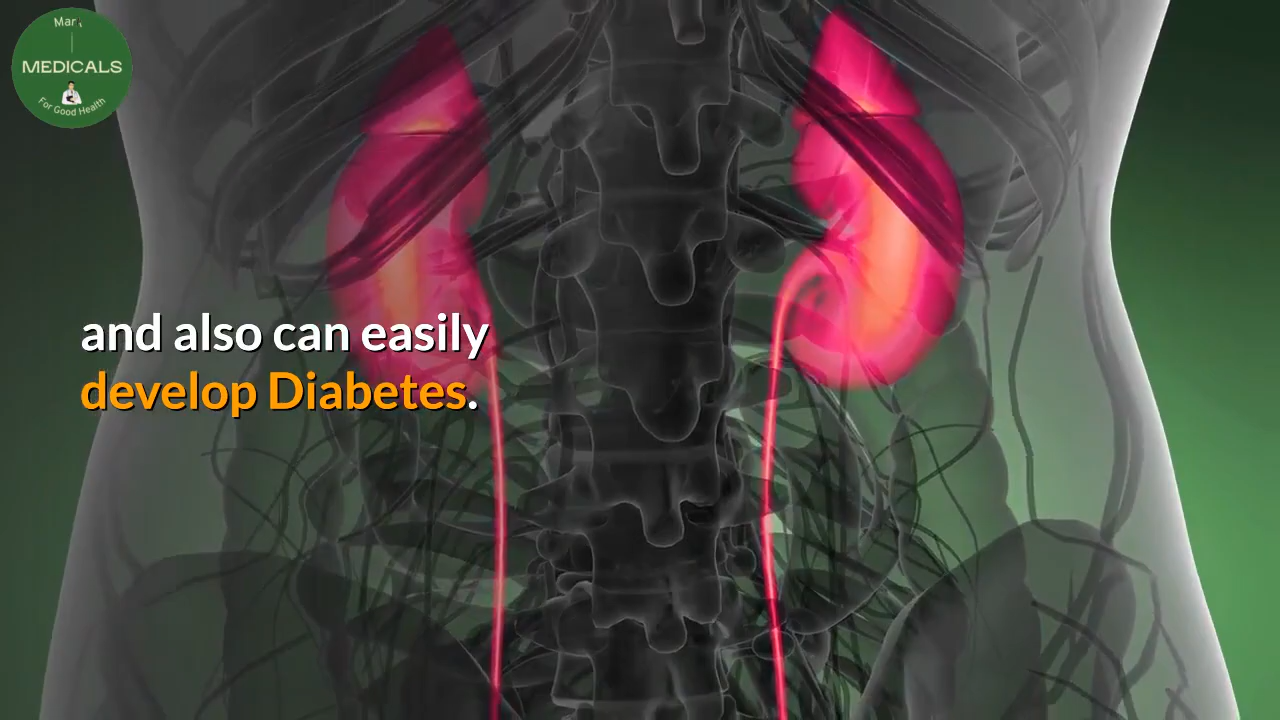 MEDICALS
For Good Health
and also can easily
develop Diabetes.